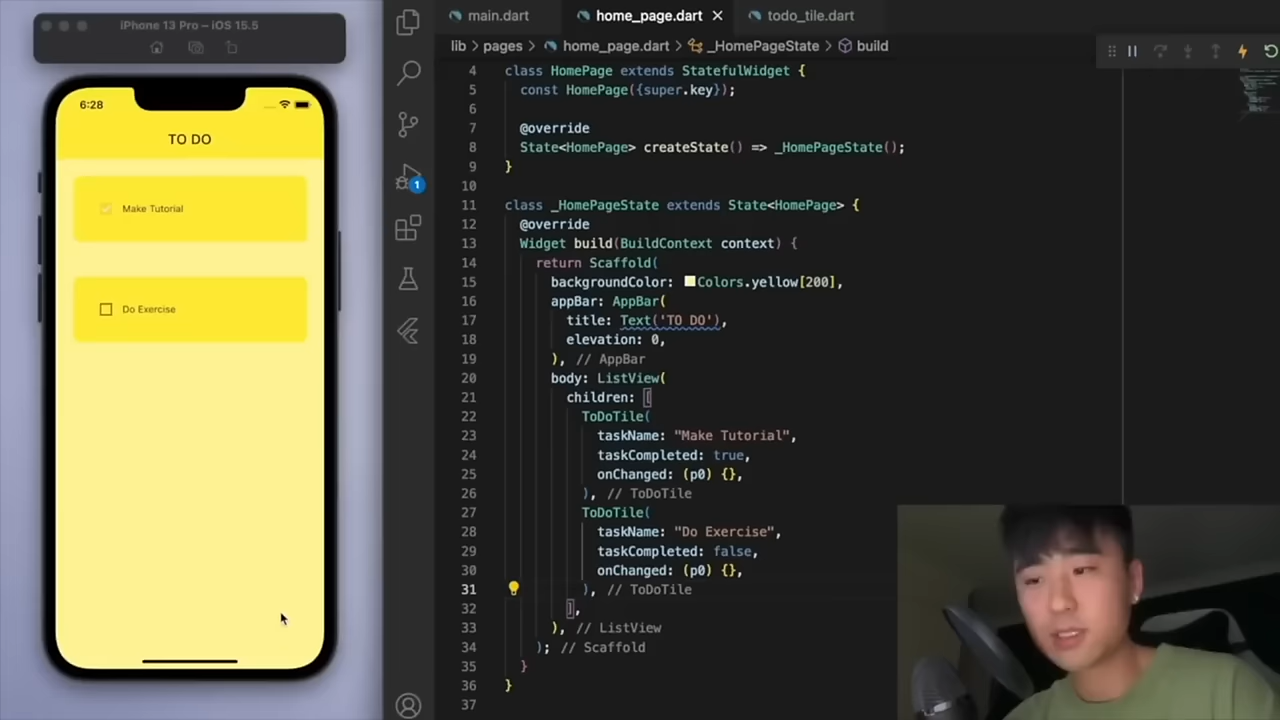 iPhone 13 Pro – iOS 15.5
6:28
TO DO
Make Tutorial
Do Exercise
1
main.dart
home_page.dart
todo_tile.dart
lib > pages > home_page.dart > _HomePageState > build
4 class HomePage extends StatefulWidget {
5 const HomePage({super.key});
6
7 @override
8 State<HomePage> createState() => _HomePageState();
9 }
10
11 class _HomePageState extends State<HomePage> {
12 @override
13 Widget build(BuildContext context) {
14 return Scaffold(
15 backgroundColor: Colors.yellow[200],
16 appBar: AppBar(
17 title: Text('TO DO'),
18 elevation: 0,
19 ), // AppBar
20 body: ListView(
21 children: [
22 ToDoTile(
23 taskName: "Make Tutorial",
24 taskCompleted: true,
25 onChanged: (p0) {},
26 ), // ToDoTile
27 ToDoTile(
28 taskName: "Do Exercise",
29 taskCompleted: false,
30 onChanged: (p0) {},
31 ), // ToDoTile
32 ],
33 ), // ListView
34 ); // Scaffold
35 }
36 }
37